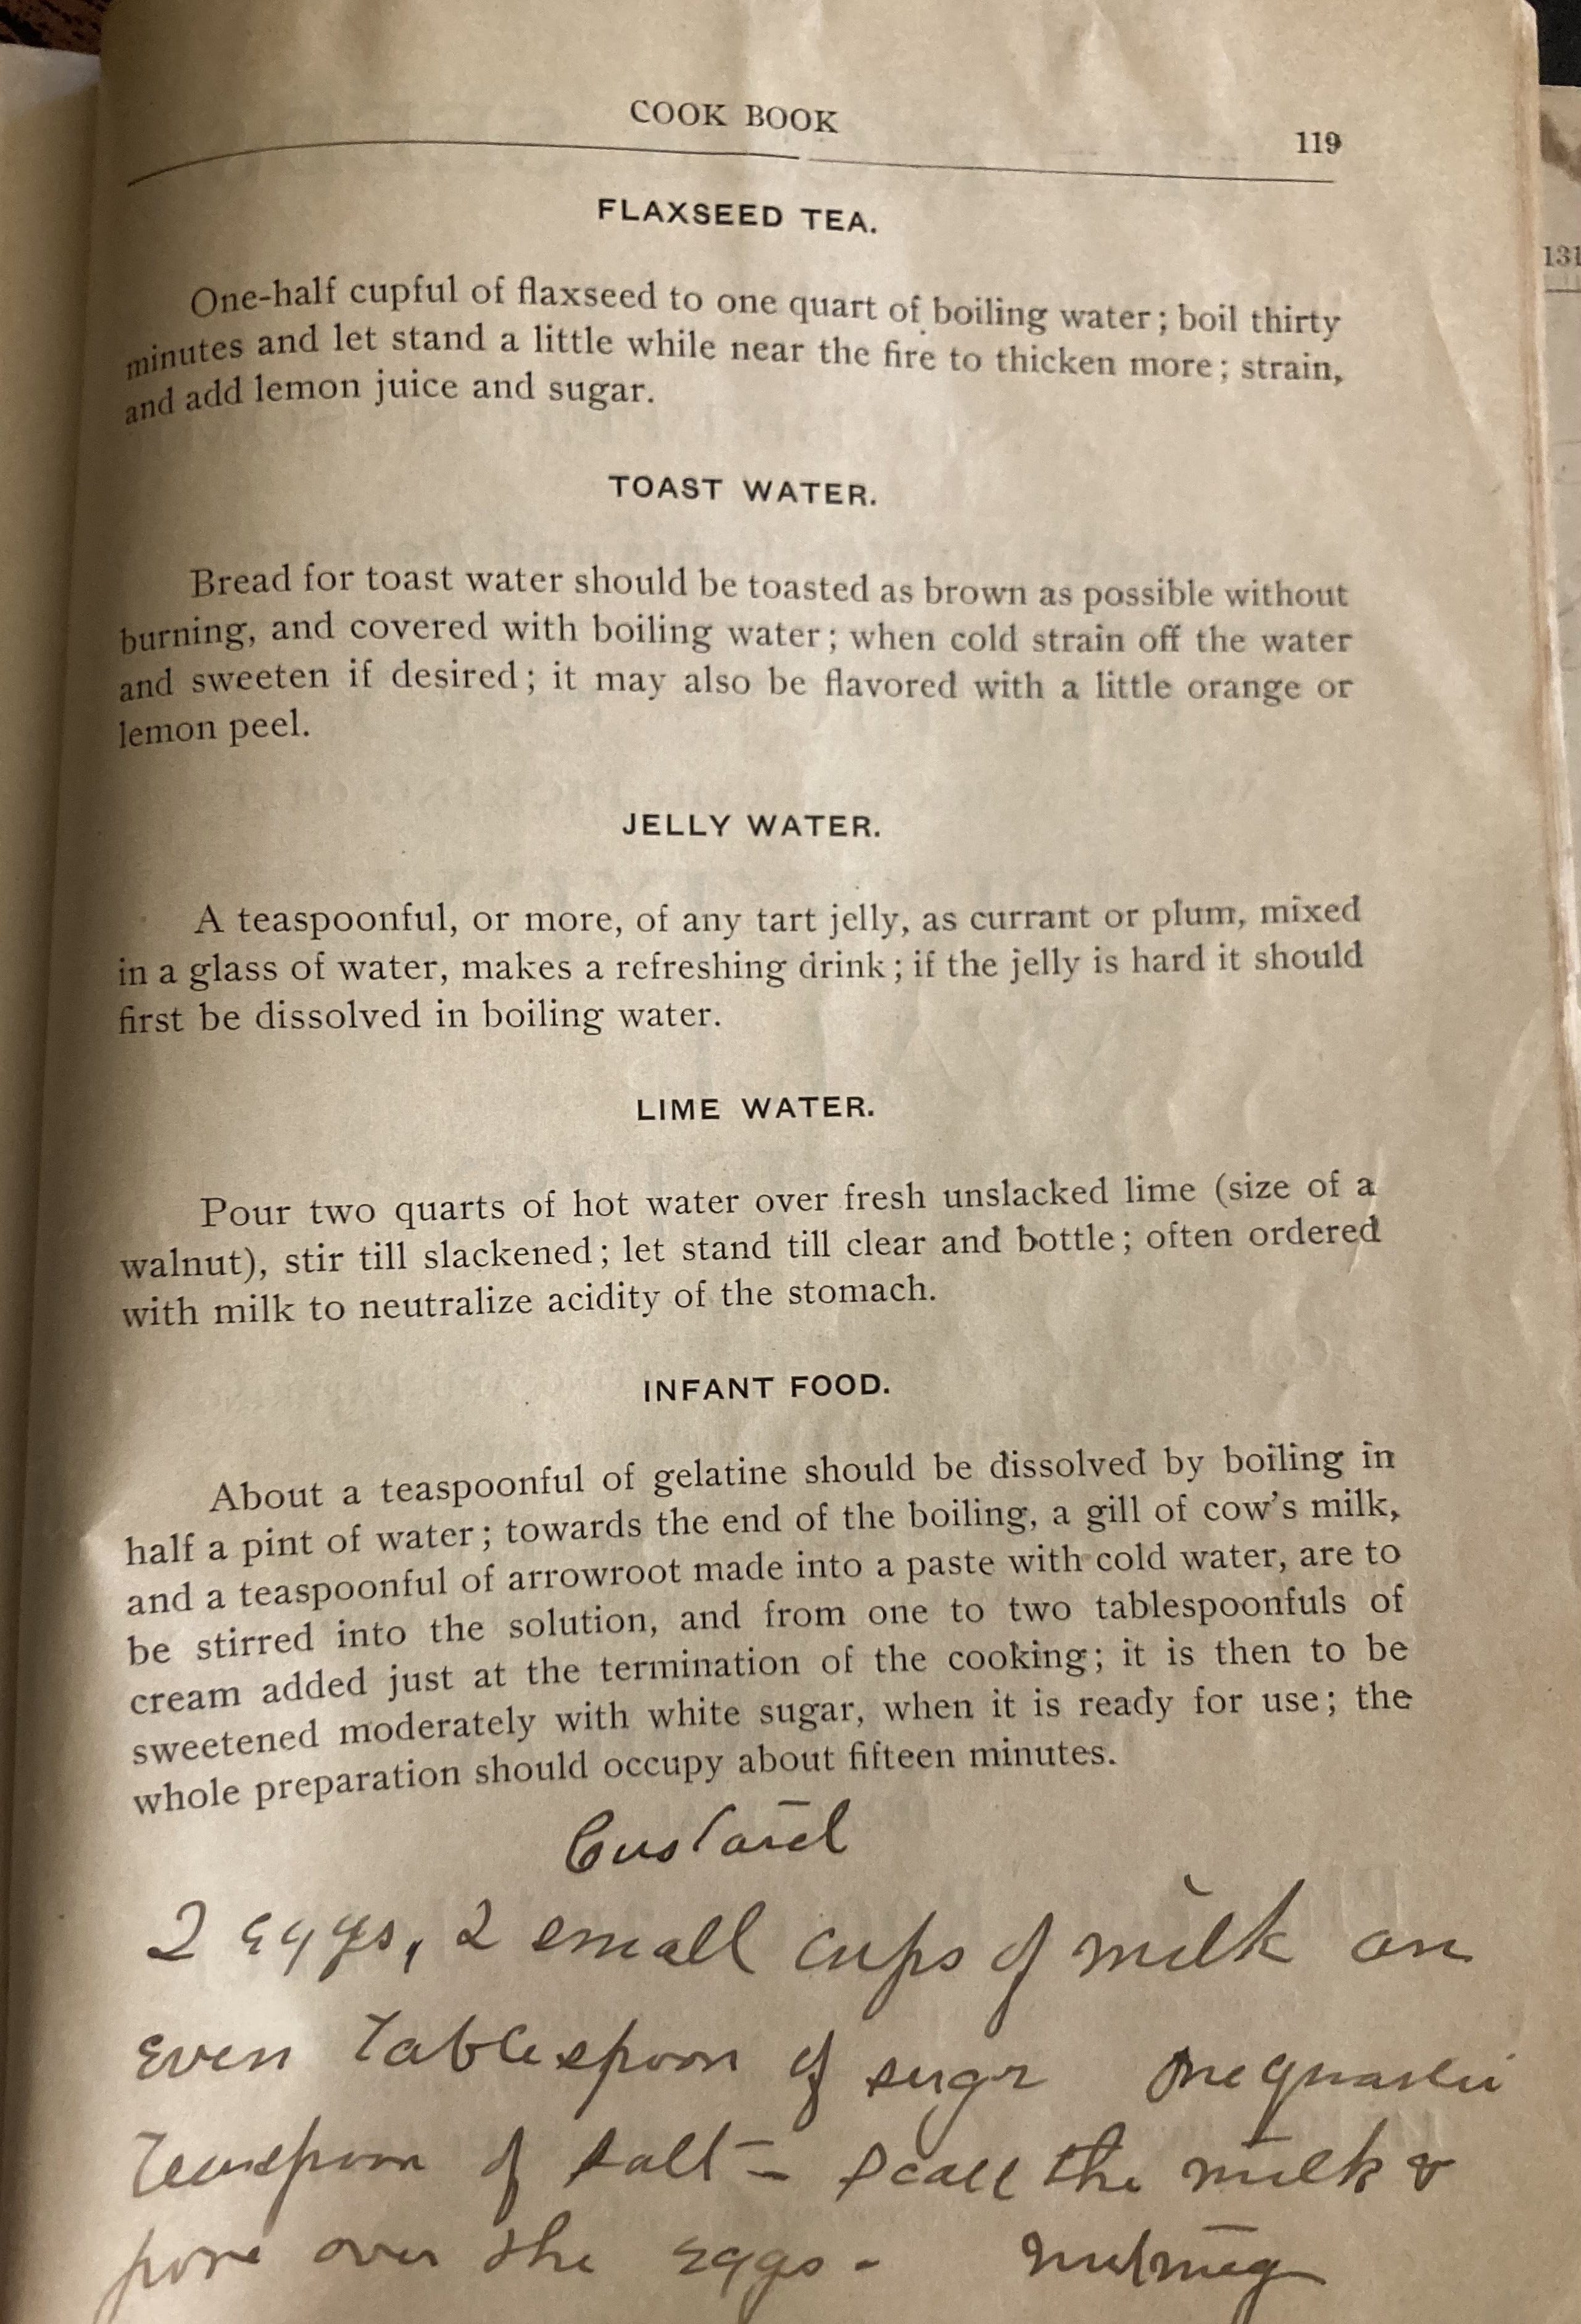 COOK BOOK
119
131
FLAXSEED TEA.
One-half cupful of flaxseed to one quart of boiling water; boil thirty
minutes and let stand a little while near the fire to thicken more; strain,
and add lemon juice and sugar.
TOAST WATER.
Bread for toast water should be toasted as brown as possible without
burning, and covered with boiling water; when cold strain off the water
and sweeten if desired; it may also be flavored with a little orange or
lemon peel.
JELLY WATER.
A teaspoonful, or more, of any tart jelly, as currant or plum, mixed
in a glass of water, makes a refreshing drink; if the jelly is hard it should
first be dissolved in boiling water.
LIME WATER.
Pour two quarts of hot water over fresh unslacked lime (size of a
walnut), stir till slackened; let stand till clear and bottle; often ordered
with milk to neutralize acidity of the stomach.
INFANT FOOD.
About a teaspoonful of gelatine should be dissolved by boiling in
half a pint of water; towards the end of the boiling, a gill of cow's milk,
and a teaspoonful of arrowroot made into a paste with cold water, are to
be stirred into the solution, and from one to two tablespoonfuls of
cream added just at the termination of the cooking; it is then to be
sweetened moderately with white sugar, when it is ready for use; the
whole preparation should occupy about fifteen minutes.
Custard
2 eggs, 2 small cups of milk an
even tablespoon of sugr one quarter
teaspoon of salt - scall the milk &
pore over the eggs - nutmeg